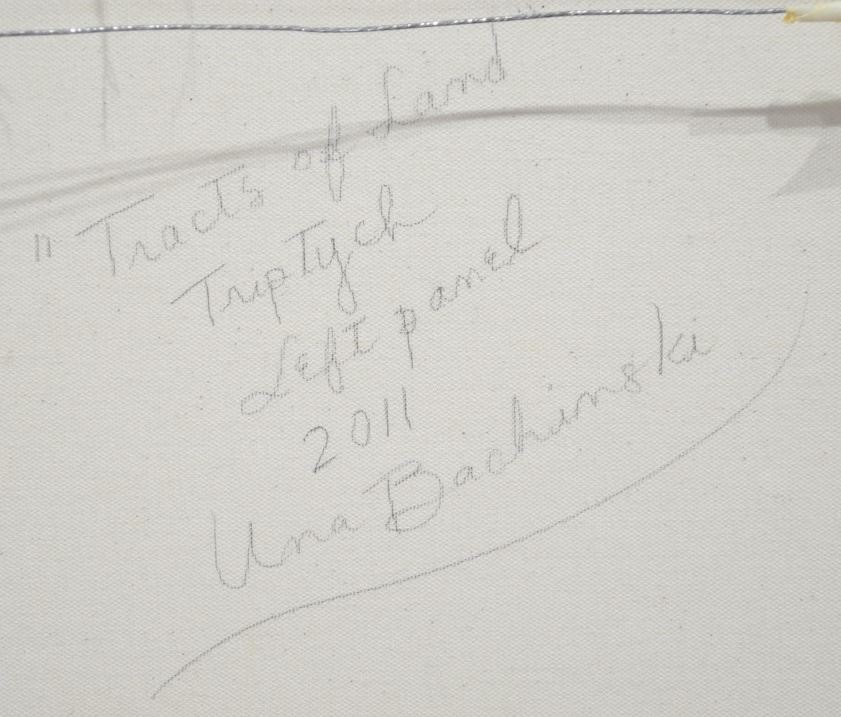 "Tracts of Land"
Triptych
Left panel
2011
Una Bachinski